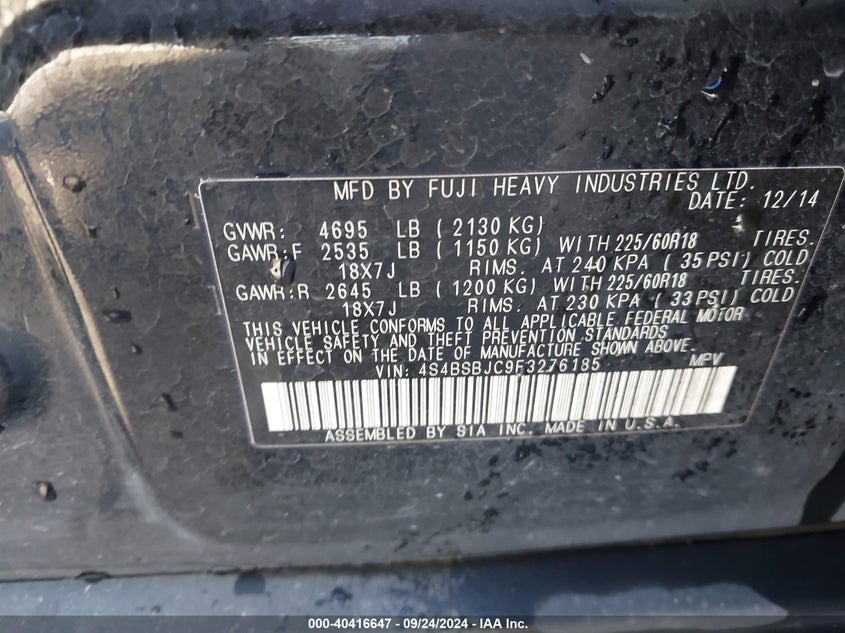 MFD BY FUJI HEAVY INDUSTRIES LTD.
DATE: 12/14
GVWR: 4695 LB ( 2130 KG)
GAWR:F 2535 LB ( 1150 KG) WITH 225/60R18 TIRES.
18X7J RIMS. AT 240 KPA ( 35 PSI) COLD
GAWR:R 2645 LB ( 1200 KG) WITH 225/60R18 TIRES.
18X7J RIMS. AT 230 KPA ( 33 PSI) COLD
THIS VEHICLE CONFORMS TO ALL APPLICABLE FEDERAL MOTOR
VEHICLE SAFETY AND THEFT PREVENTION STANDARDS
IN EFFECT ON THE DATE OF MANUFACTURE SHOWN ABOVE.
VIN: 4S4BSBJC9F3276185 MPV
ASSEMBLED BY SIA INC. MADE IN U.S.A.
000-40416647 - 09/24/2024 - IAA, Inc.